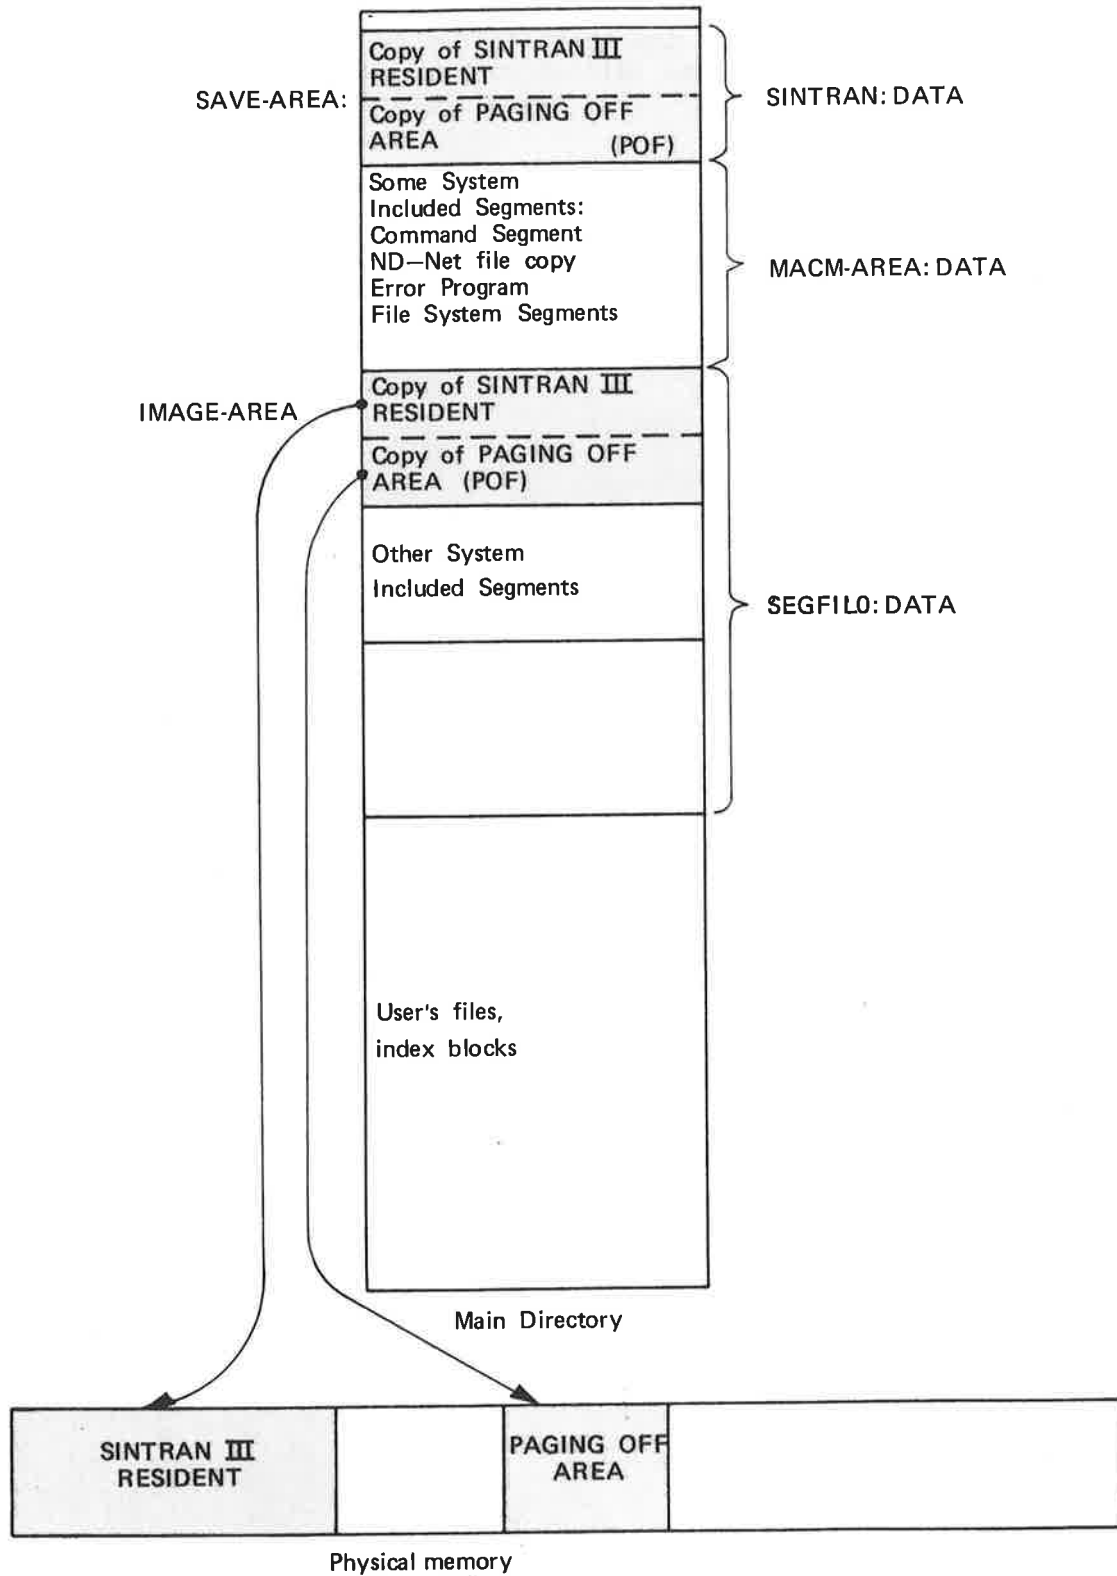 Copy of SINTRAN III
RESIDENT
SAVE-AREA:
SINTRAN: DATA
Copy of PAGING OFF
AREA (POF)
Some System
Included Segments:
Command Segment
ND—Net file copy
Error Program
File System Segments
MACM-AREA: DATA
Copy of SINTRAN III
RESIDENT
IMAGE-AREA
Copy of PAGING OFF
AREA (POF)
Other System
Included Segments
SEGFIL0: DATA
User's files,
index blocks
Main Directory
SINTRAN III
RESIDENT
PAGING OFF
AREA
Physical memory